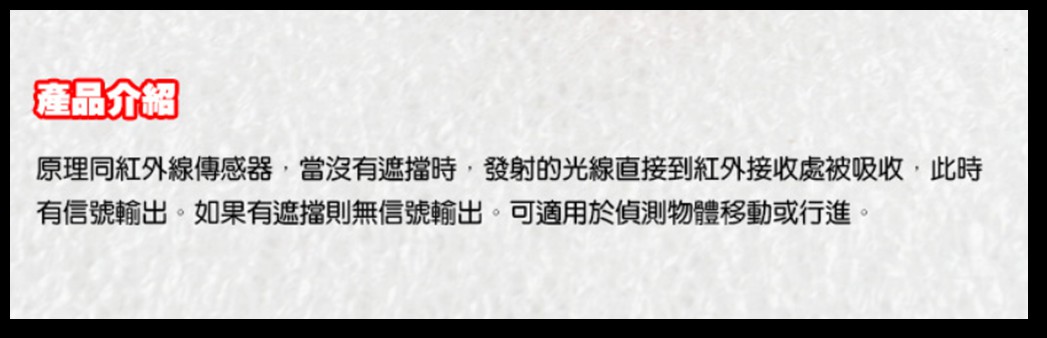 產品介紹
原理同紅外線傳感器，當沒有遮擋時，發射的光線直接到紅外接收處被吸收，此時
有信號輸出。如果有遮擋則無信號輸出。可適用於偵測物體移動或行進。